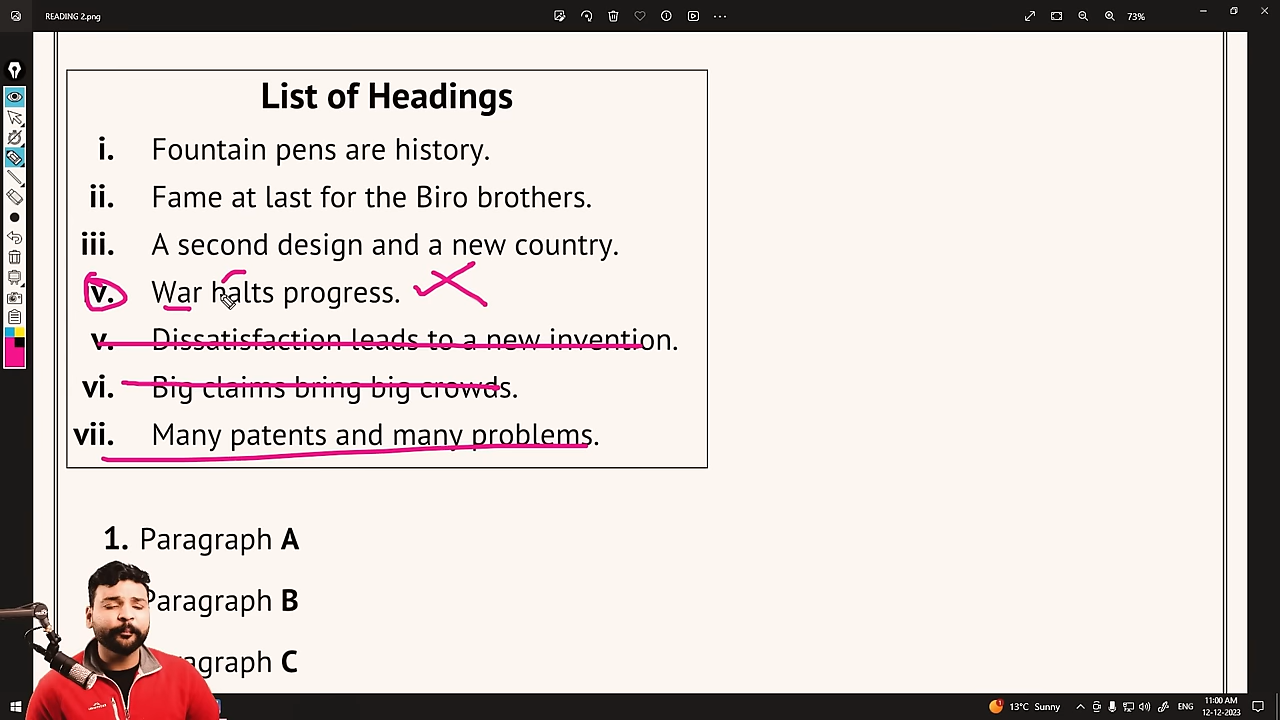 READING 2.png
73%
List of Headings
i. Fountain pens are history.
ii. Fame at last for the Biro brothers.
iii. A second design and a new country.
v. War halts progress.
v. Dissatisfaction leads to a new invention.
vi. Big claims bring big crowds.
vii. Many patents and many problems.
1. Paragraph A
Paragraph B
agraph C
13°C Sunny
ENG
11:00 AM
12-12-2023